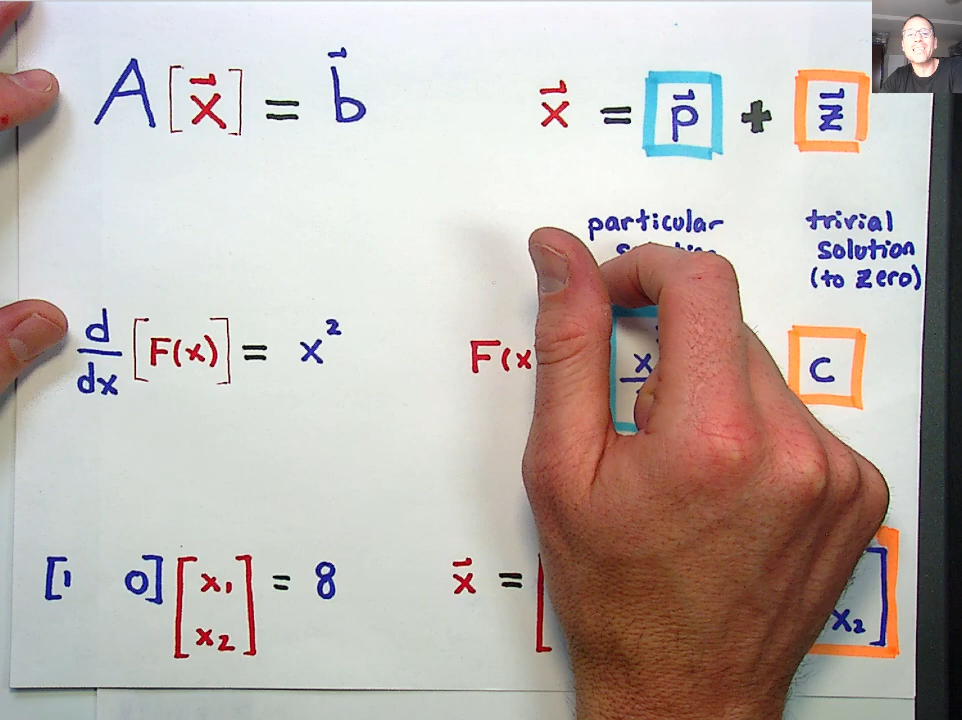 A[x⃗] = b⃗
x⃗ = p⃗ + z⃗
particular
trivial
solution
(to zero)
d/dx [F(x)] = x²
F(x
x
C
[1 0] [x₁ x₂] = 8
x⃗ = [
x₂ ]